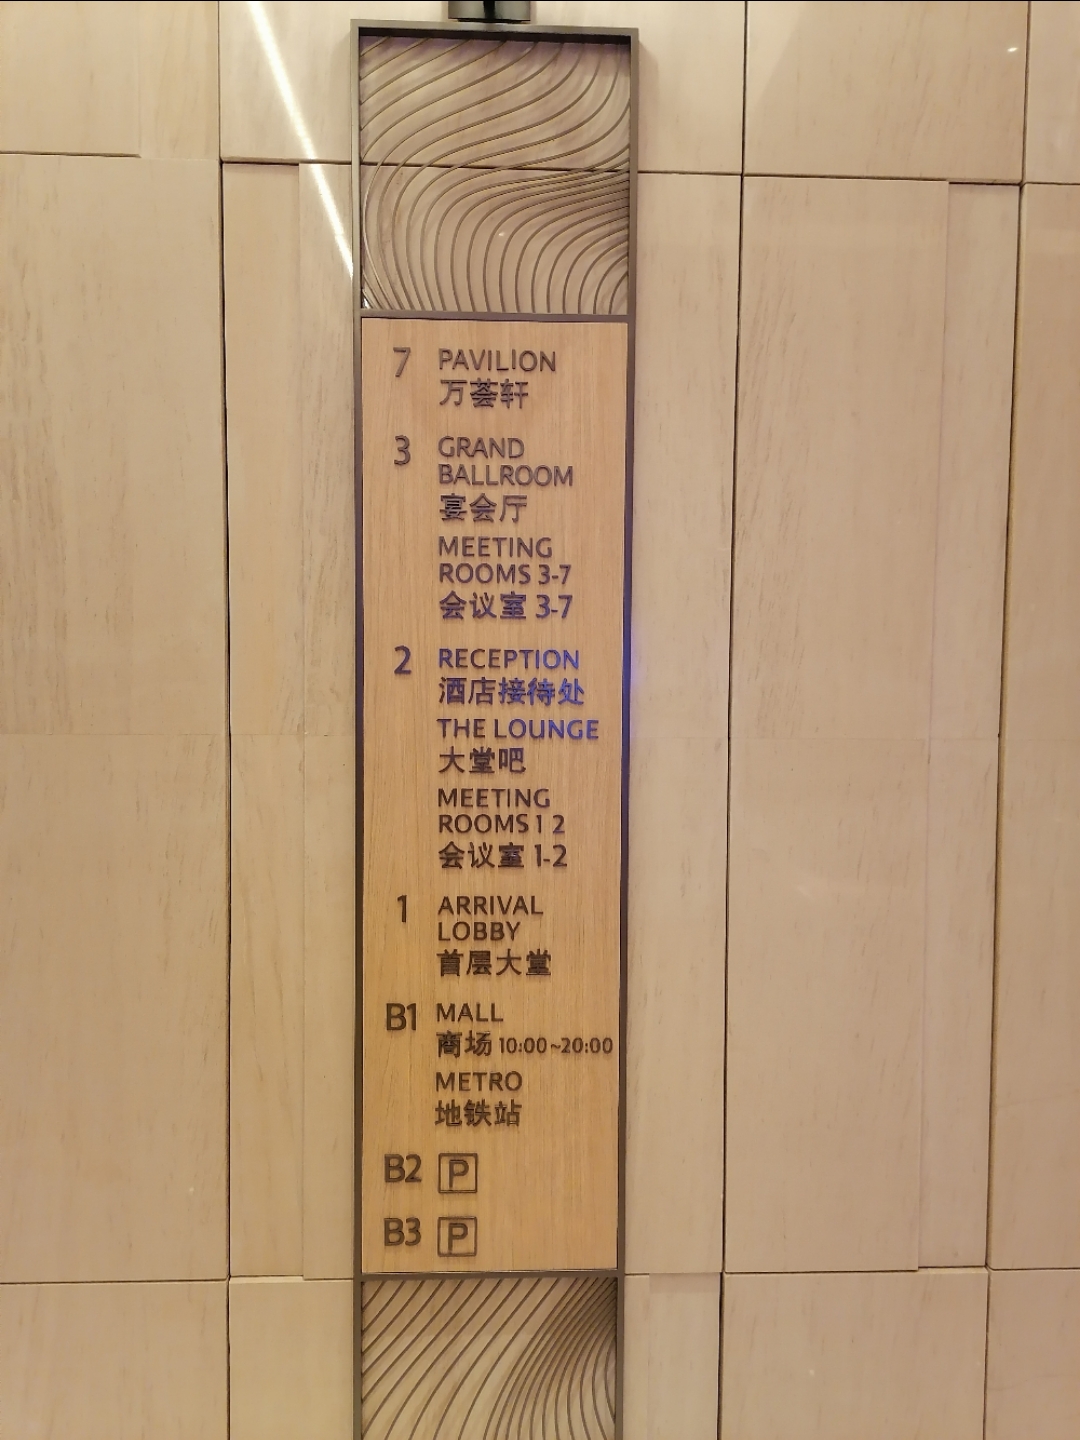 7 PAVILION
万荟轩
3 GRAND
BALLROOM
宴会厅
MEETING
ROOMS 3-7
会议室 3-7
2 RECEPTION
酒店接待处
THE LOUNGE
大堂吧
MEETING
ROOMS 1 2
会议室 1-2
1 ARRIVAL
LOBBY
首层大堂
B1 MALL
商场 10:00~20:00
METRO
地铁站
B2 P
B3 P